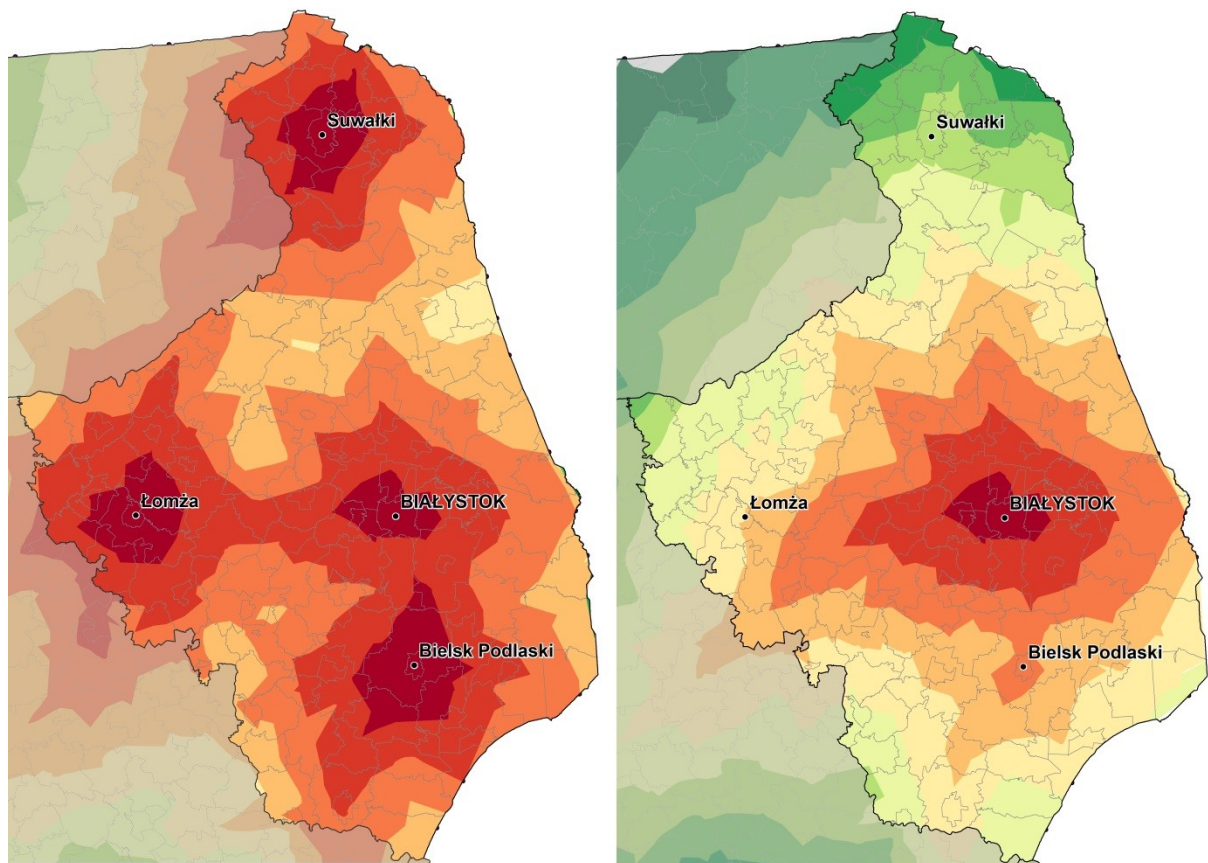 Suwałki
Łomża
BIAŁYSTOK
Bielsk Podlaski
Suwałki
Łomża
BIAŁYSTOK
Bielsk Podlaski